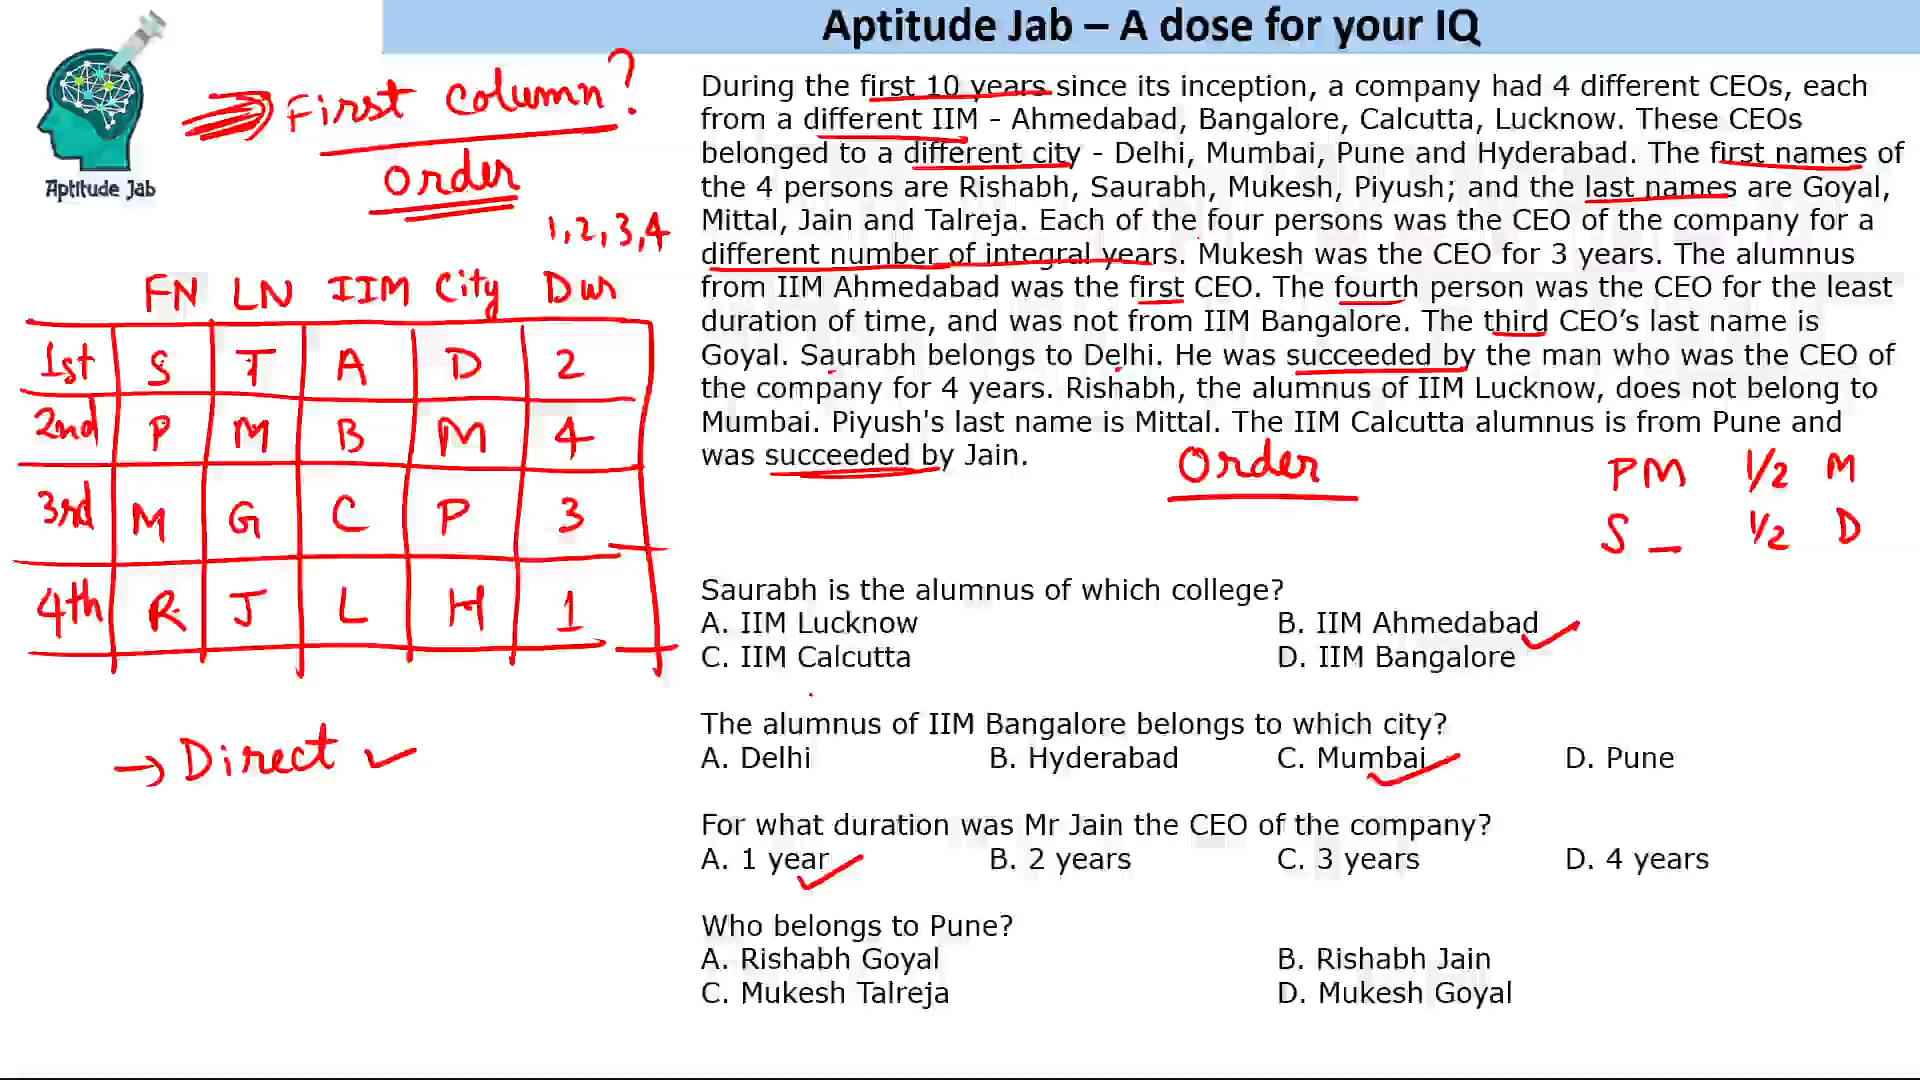 Aptitude Jab – A dose for your IQ
Aptitude Jab
First column?
order
1,2,3,4
FN LN IIM City Dur
1st S T A D 2
2nd P M B M 4
3rd M G C P 3
4th R J L H 1
→ Direct ✓
During the first 10 years since its inception, a company had 4 different CEOs, each
from a different IIM - Ahmedabad, Bangalore, Calcutta, Lucknow. These CEOs
belonged to a different city - Delhi, Mumbai, Pune and Hyderabad. The first names of
the 4 persons are Rishabh, Saurabh, Mukesh, Piyush; and the last names are Goyal,
Mittal, Jain and Talreja. Each of the four persons was the CEO of the company for a
different number of integral years. Mukesh was the CEO for 3 years. The alumnus
from IIM Ahmedabad was the first CEO. The fourth person was the CEO for the least
duration of time, and was not from IIM Bangalore. The third CEO’s last name is
Goyal. Saurabh belongs to Delhi. He was succeeded by the man who was the CEO of
the company for 4 years. Rishabh, the alumnus of IIM Lucknow, does not belong to
Mumbai. Piyush's last name is Mittal. The IIM Calcutta alumnus is from Pune and
was succeeded by Jain.
Order
PM 1/2 M
S _ 1/2 D
Saurabh is the alumnus of which college?
A. IIM Lucknow B. IIM Ahmedabad ✓
C. IIM Calcutta D. IIM Bangalore
The alumnus of IIM Bangalore belongs to which city?
A. Delhi B. Hyderabad C. Mumbai ✓ D. Pune
For what duration was Mr Jain the CEO of the company?
A. 1 year ✓ B. 2 years C. 3 years D. 4 years
Who belongs to Pune?
A. Rishabh Goyal B. Rishabh Jain
C. Mukesh Talreja D. Mukesh Goyal